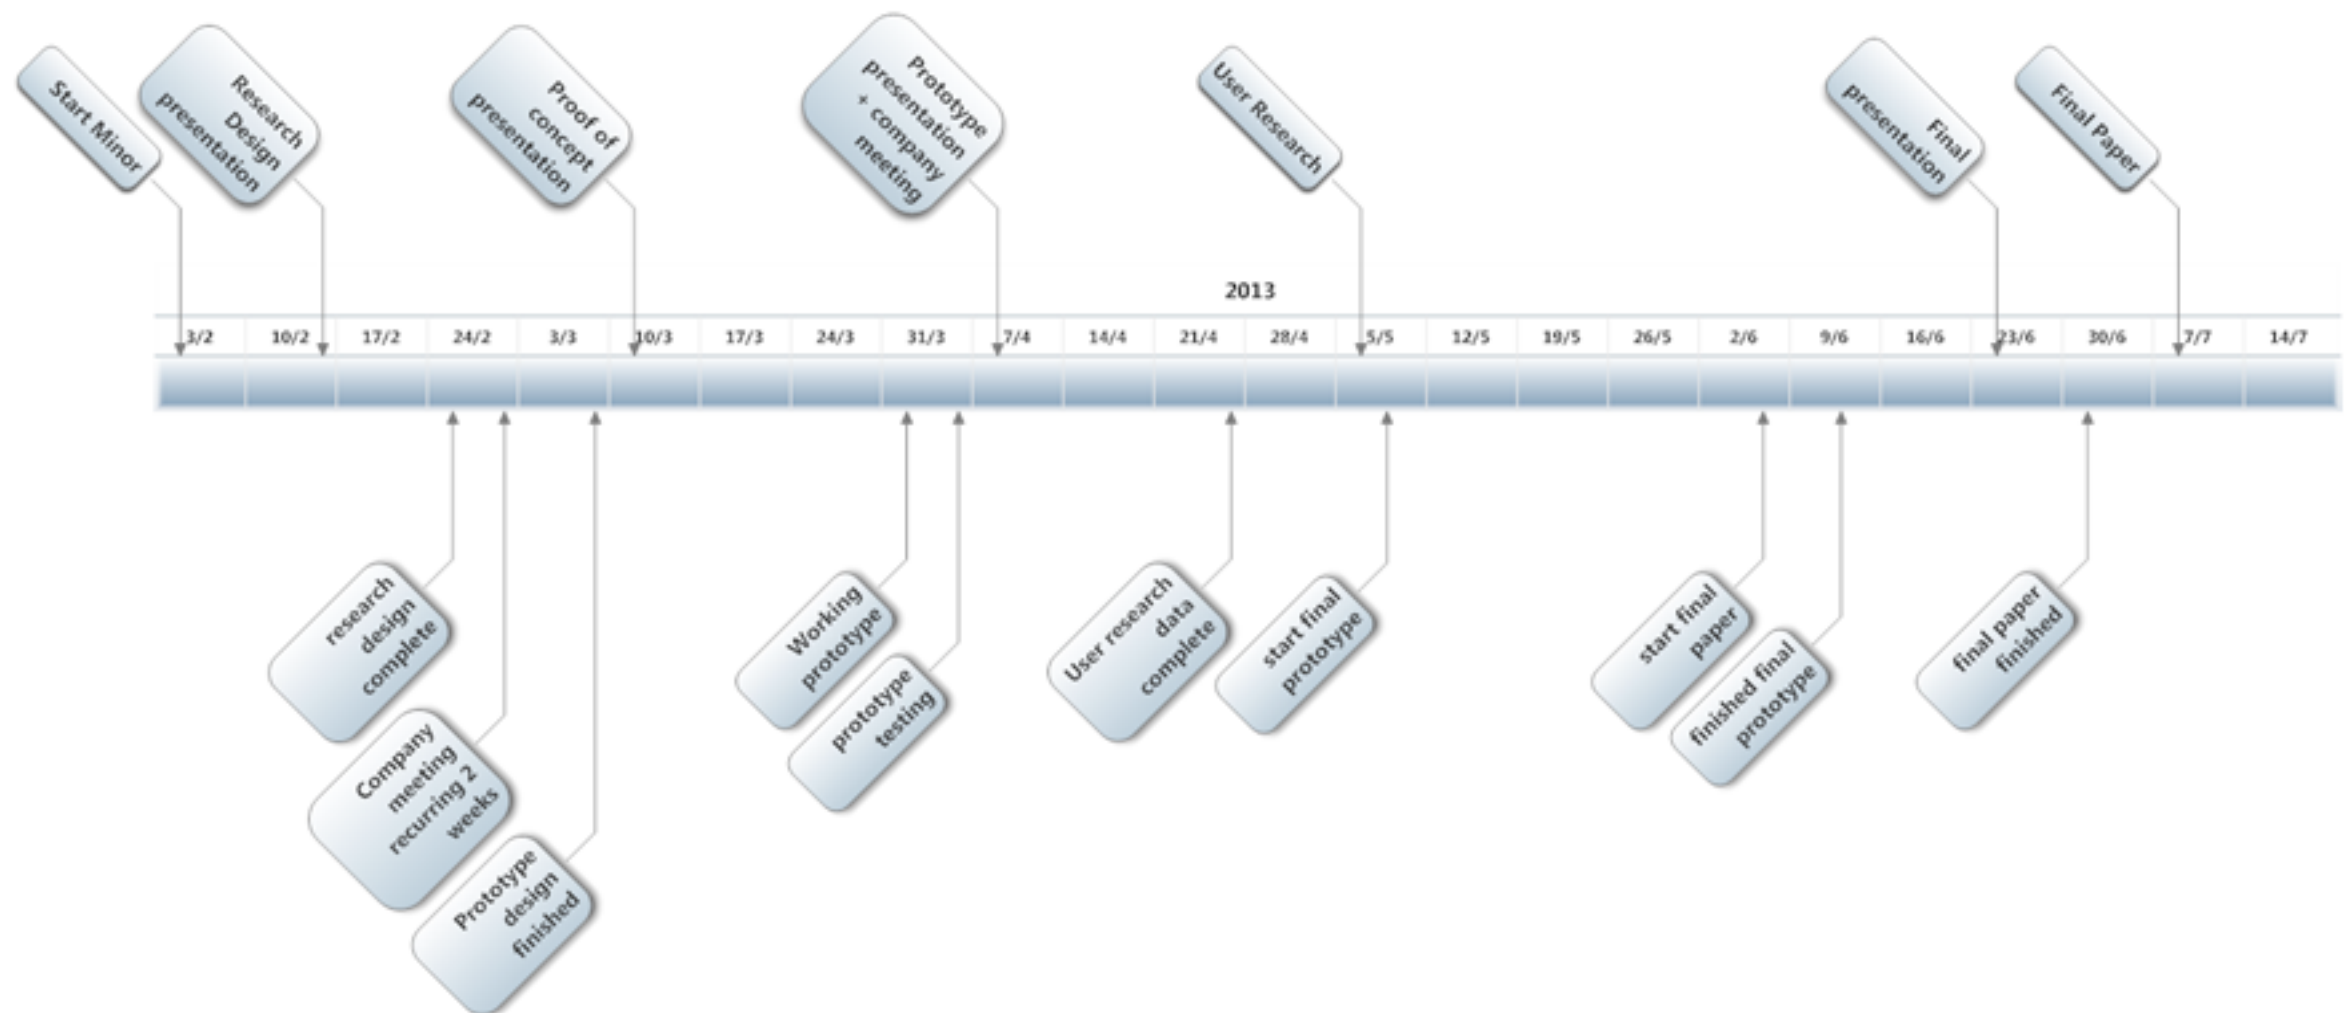 Start Minor
Research
Design
presentation
Proof of
concept
presentation
Prototype
presentation
+ company
meeting
User Research
Final
presentation
Final Paper
2013
3/2
10/2
17/2
24/2
3/3
10/3
17/3
24/3
31/3
7/4
14/4
21/4
28/4
5/5
12/5
19/5
26/5
2/6
9/6
16/6
23/6
30/6
7/7
14/7
research
design
complete
Company
meeting
recurring 2
weeks
Prototype
design
finished
Working
prototype
prototype
testing
User research
data
complete
start final
prototype
start final
paper
finished final
prototype
final paper
finished